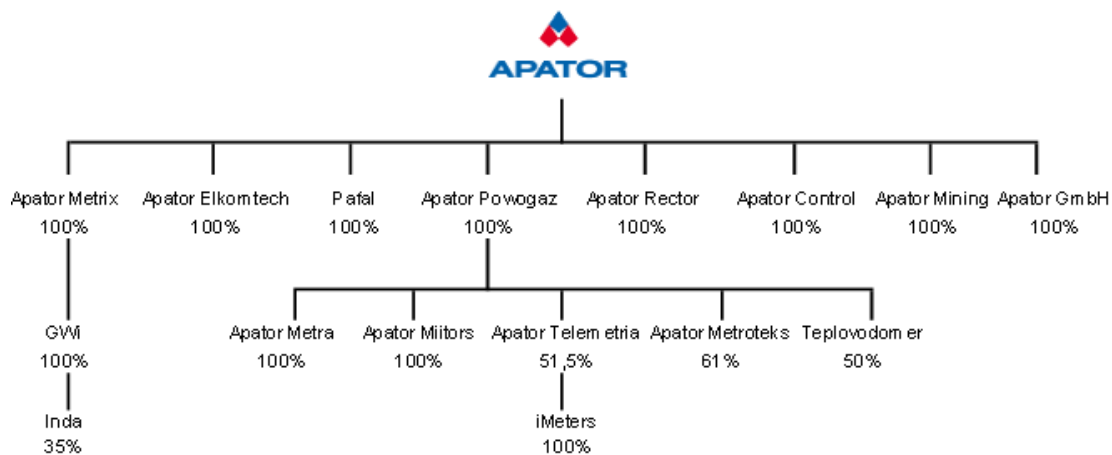 APATOR
Apator Metrix Apator Elkomtech Pafal Apator Powogaz Apator Rector Apator Control Apator Mining Apator GmbH
100% 100% 100% 100% 100% 100% 100% 100%
GWi Apator Metra Apator Miitors Apator Telemetria Apator Metroteks Teplovodomer
100% 100% 100% 51,5% 61% 50%
Inda iMeters
35% 100%